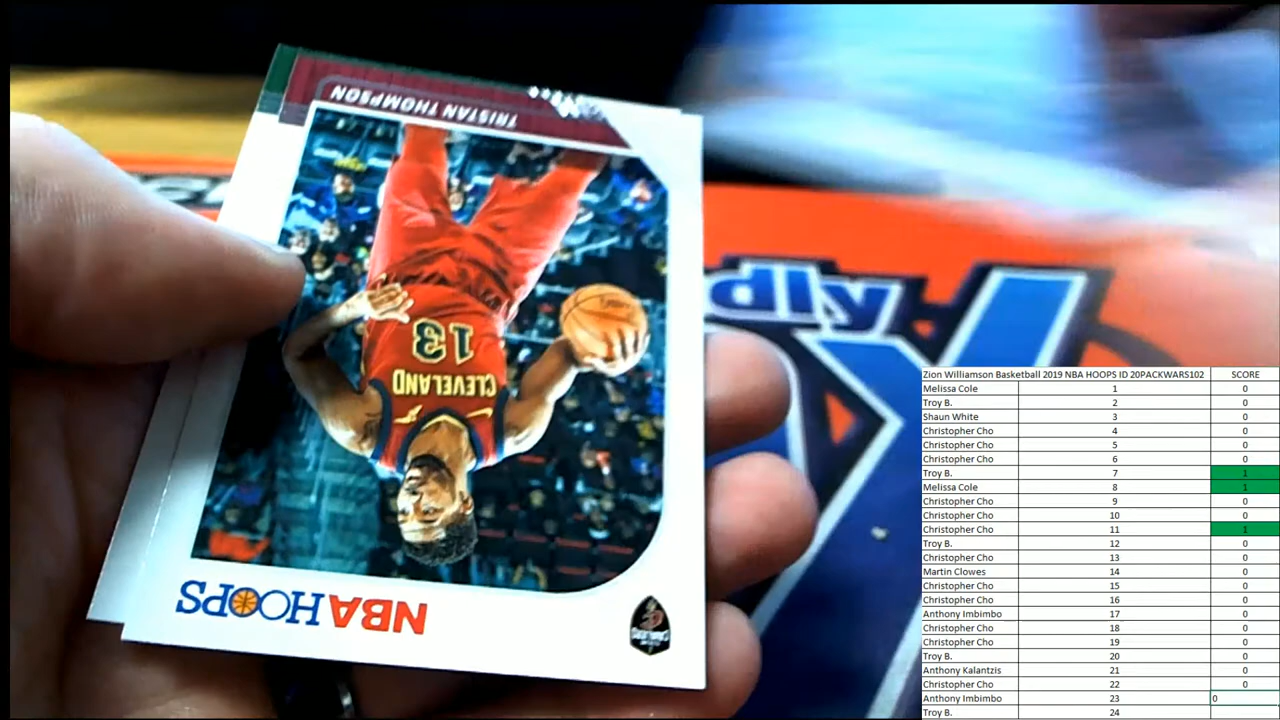 TRISTAN THOMPSON
13
CLEVELAND
NBA HOOPS
dly
Zion Williamson Basketball 2019 NBA HOOPS ID 20PACKWARS102 SCORE
Melissa Cole 1 0
Troy B. 2 0
Shaun White 3 0
Christopher Cho 4 0
Christopher Cho 5 0
Christopher Cho 6 0
Troy B. 7 1
Melissa Cole 8 1
Christopher Cho 9 0
Christopher Cho 10 0
Christopher Cho 11 1
Troy B. 12 0
Christopher Cho 13 0
Martin Clowes 14 0
Christopher Cho 15 0
Christopher Cho 16 0
Anthony Imbimbo 17 0
Christopher Cho 18 0
Christopher Cho 19 0
Troy B. 20 0
Anthony Kalantzis 21 0
Christopher Cho 22 0
Anthony Imbimbo 23 0
Troy B. 24